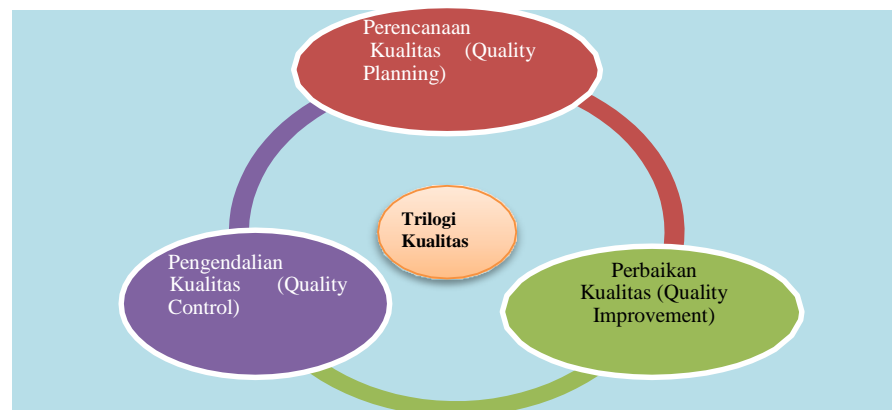 Perencanaan
Kualitas (Quality
Planning)
Trilogi
Kualitas
Pengendalian
Kualitas (Quality
Control)
Perbaikan
Kualitas (Quality
Improvement)